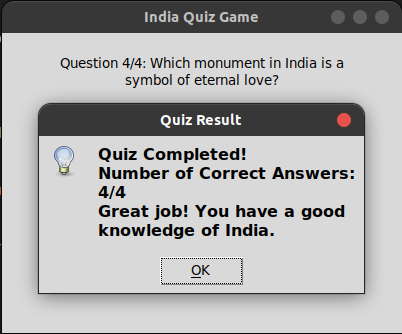 India Quiz Game
Question 4/4: Which monument in India is a
symbol of eternal love?
Quiz Result
Quiz Completed!
Number of Correct Answers:
4/4
Great job! You have a good
knowledge of India.
OK